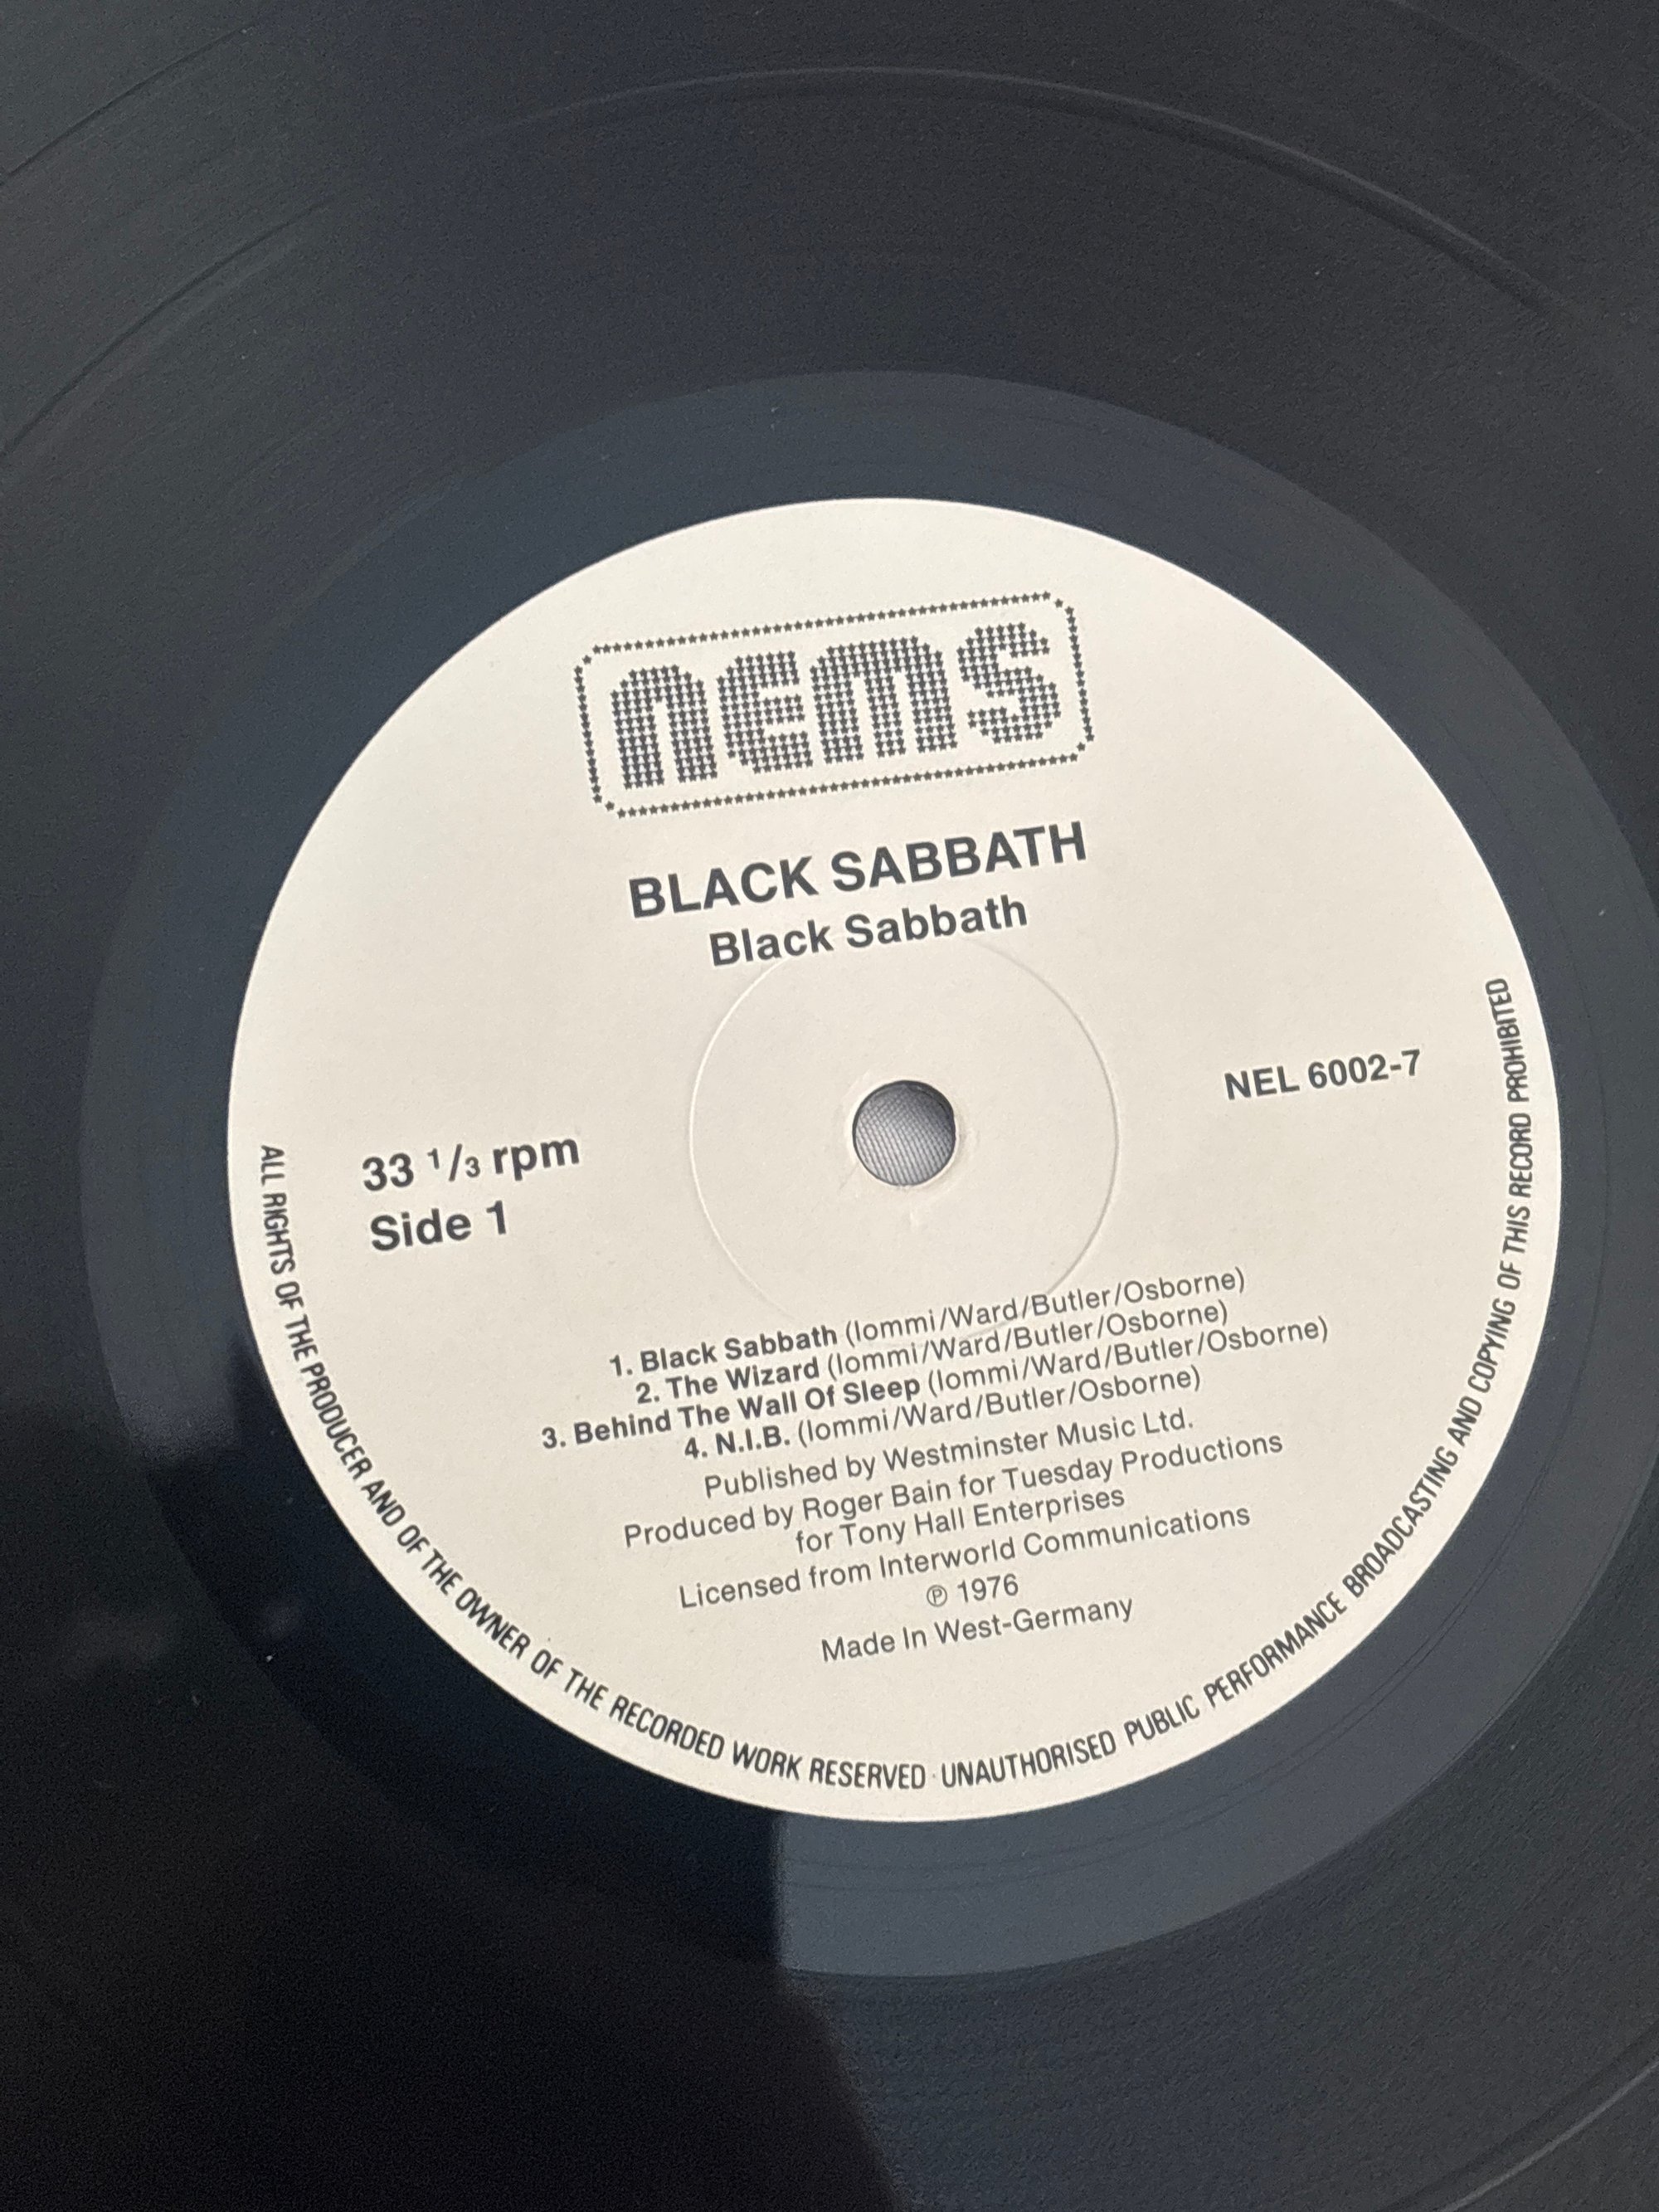 nems
BLACK SABBATH
Black Sabbath
NEL 6002-7
33 1/3 rpm
Side 1
1. Black Sabbath (Iommi/Ward/Butler/Osborne)
2. The Wizard (Iommi/Ward/Butler/Osborne)
3. Behind The Wall Of Sleep (Iommi/Ward/Butler/Osborne)
4. N.I.B. (Iommi/Ward/Butler/Osborne)
Published by Westminster Music Ltd.
Produced by Roger Bain for Tuesday Productions
for Tony Hall Enterprises
Licensed from Interworld Communications
℗ 1976
Made In West-Germany
ALL RIGHTS OF THE PRODUCER AND OF THE OWNER OF THE RECORDED WORK RESERVED · UNAUTHORISED PUBLIC PERFORMANCE BROADCASTING AND COPYING OF THIS RECORD PROHIBITED